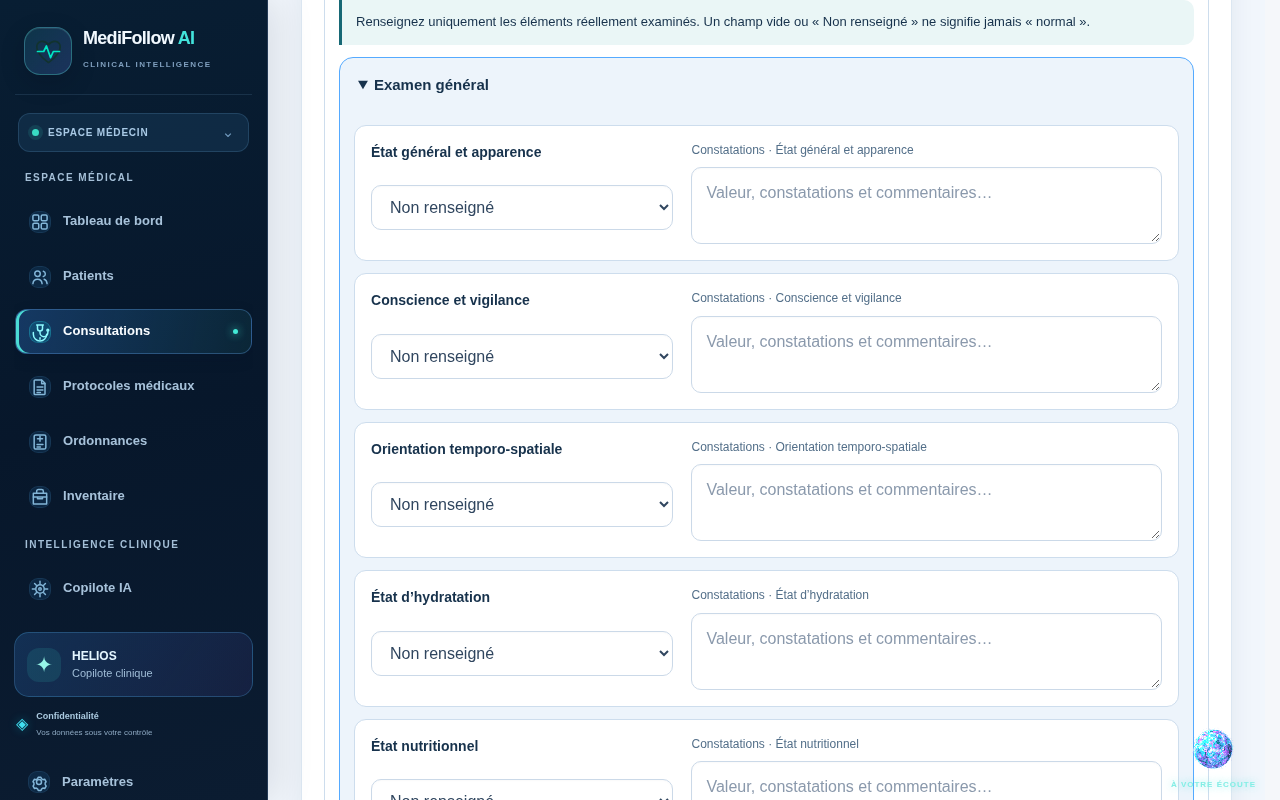 MediFollow AI
CLINICAL INTELLIGENCE
ESPACE MÉDECIN
ESPACE MÉDICAL
Tableau de bord
Patients
Consultations
Protocoles médicaux
Ordonnances
Inventaire
INTELLIGENCE CLINIQUE
Copilote IA
HELIOS
Copilote clinique
Confidentialité
Vos données sous votre contrôle
Paramètres
Renseignez uniquement les éléments réellement examinés. Un champ vide ou « Non renseigné » ne signifie jamais « normal ».
Examen général
État général et apparence
Non renseigné
Constatations · État général et apparence
Valeur, constatations et commentaires…
Conscience et vigilance
Non renseigné
Constatations · Conscience et vigilance
Valeur, constatations et commentaires…
Orientation temporo-spatiale
Non renseigné
Constatations · Orientation temporo-spatiale
Valeur, constatations et commentaires…
État d’hydratation
Non renseigné
Constatations · État d’hydratation
Valeur, constatations et commentaires…
État nutritionnel
Non renseigné
Constatations · État nutritionnel
Valeur, constatations et commentaires…
À VOTRE ÉCOUTE